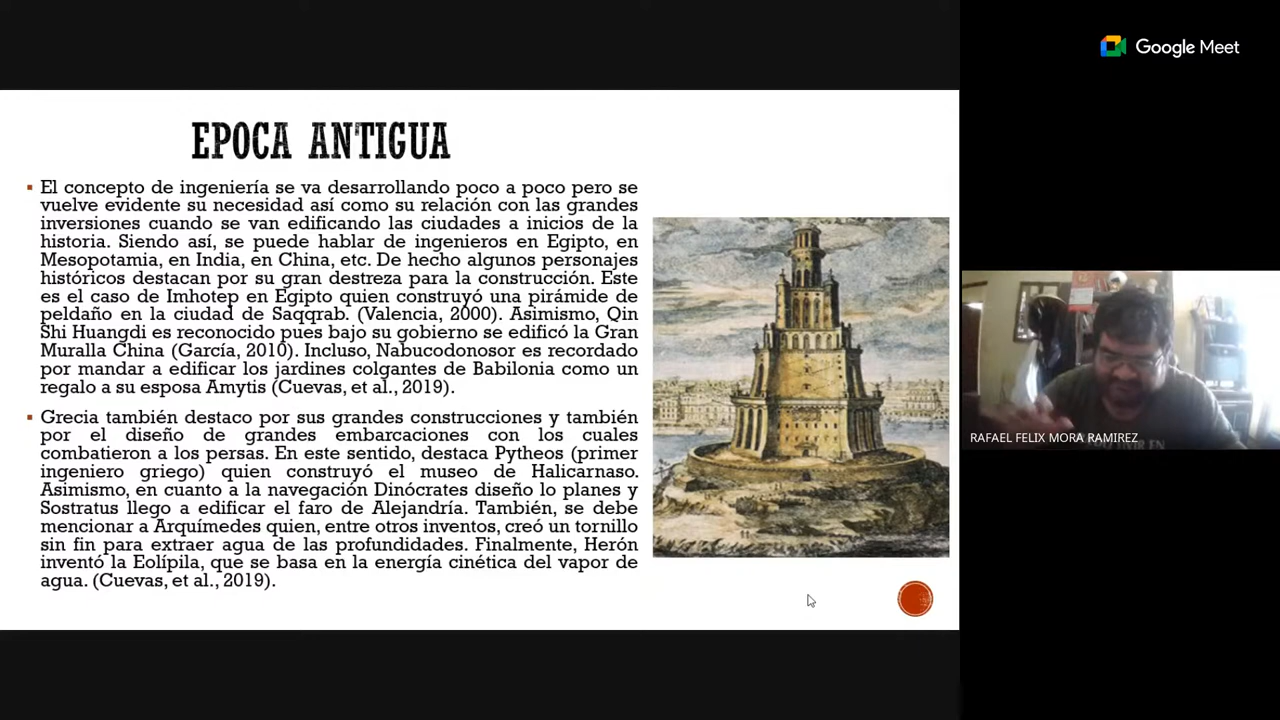 Google Meet
EPOCA ANTIGUA
El concepto de ingeniería se va desarrollando poco a poco pero se
vuelve evidente su necesidad así como su relación con las grandes
inversiones cuando se van edificando las ciudades a inicios de la
historia. Siendo así, se puede hablar de ingenieros en Egipto, en
Mesopotamia, en India, en China, etc. De hecho algunos personajes
históricos destacan por su gran destreza para la construcción. Este
es el caso de Imhotep en Egipto quien construyó una pirámide de
peldaño en la ciudad de Saqqrab. (Valencia, 2000). Asimismo, Qin
Shi Huangdi es reconocido pues bajo su gobierno se edificó la Gran
Muralla China (García, 2010). Incluso, Nabucodonosor es recordado
por mandar a edificar los jardines colgantes de Babilonia como un
regalo a su esposa Amytis (Cuevas, et al., 2019).
Grecia también destaco por sus grandes construcciones y también
por el diseño de grandes embarcaciones con los cuales
combatieron a los persas. En este sentido, destaca Pytheos (primer
ingeniero griego) quien construyó el museo de Halicarnaso.
Asimismo, en cuanto a la navegación Dinócrates diseño lo planes y
Sostratus llego a edificar el faro de Alejandría. También, se debe
mencionar a Arquímedes quien, entre otros inventos, creó un tornillo
sin fin para extraer agua de las profundidades. Finalmente, Herón
inventó la Eolípila, que se basa en la energía cinética del vapor de
agua. (Cuevas, et al., 2019).
RAFAEL FELIX MORA RAMIREZ